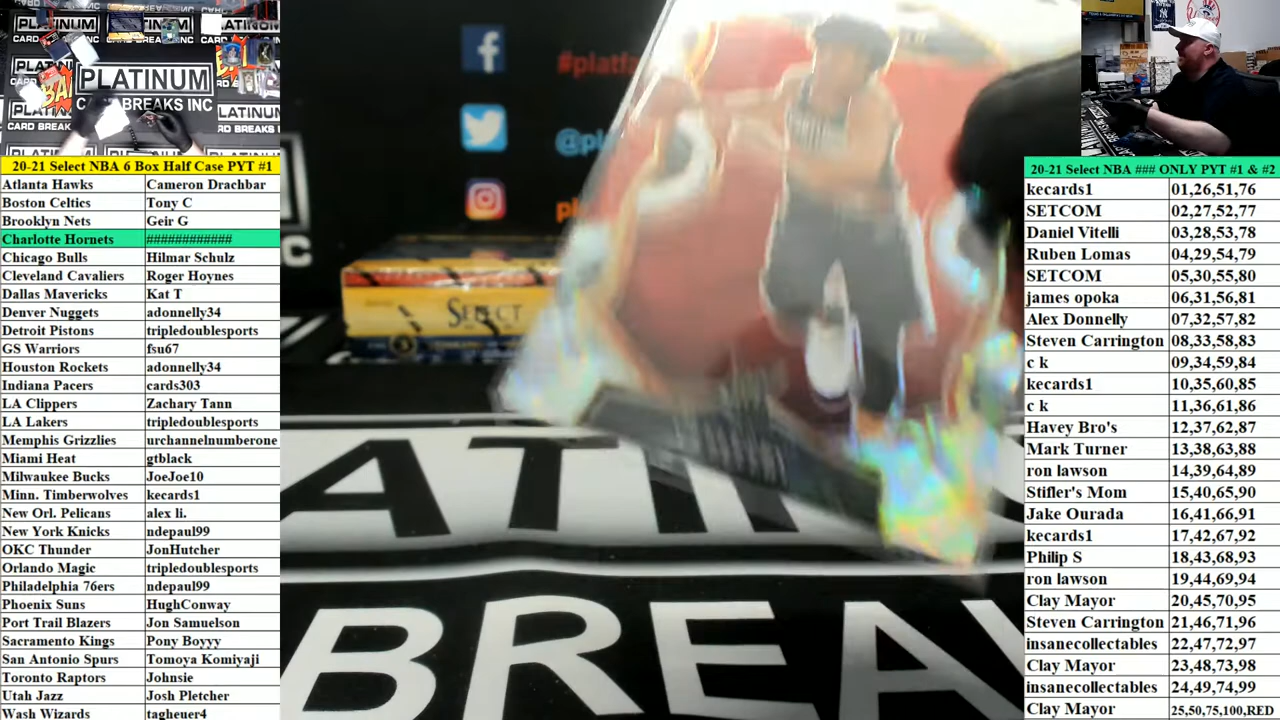 PLATINUM
CARD BREAKS INC
20-21 Select NBA 6 Box Half Case PYT #1
Atlanta Hawks Cameron Drachbar
Boston Celtics Tony C
Brooklyn Nets Geir G
Charlotte Hornets ############
Chicago Bulls Hilmar Schulz
Cleveland Cavaliers Roger Hoynes
Dallas Mavericks Kat T
Denver Nuggets adonnelly34
Detroit Pistons tripledoublesports
GS Warriors fsu67
Houston Rockets adonnelly34
Indiana Pacers cards303
LA Clippers Zachary Tann
LA Lakers tripledoublesports
Memphis Grizzlies urchannelnumberone
Miami Heat gtblack
Milwaukee Bucks JoeJoe10
Minn. Timberwolves kecards1
New Orl. Pelicans alex li.
New York Knicks ndepaul99
OKC Thunder JonHutcher
Orlando Magic tripledoublesports
Philadelphia 76ers ndepaul99
Phoenix Suns HughConway
Port Trail Blazers Jon Samuelson
Sacramento Kings Pony Boyyy
San Antonio Spurs Tomoya Komiyaji
Toronto Raptors Johnsie
Utah Jazz Josh Pletcher
Wash Wizards tagheuer4
#platf
@pl
pl
SELECT
ATIN
BREA
20-21 Select NBA ### ONLY PYT #1 & #2
kecards1 01,26,51,76
SETCOM 02,27,52,77
Daniel Vitelli 03,28,53,78
Ruben Lomas 04,29,54,79
SETCOM 05,30,55,80
james opoka 06,31,56,81
Alex Donnelly 07,32,57,82
Steven Carrington 08,33,58,83
c k 09,34,59,84
kecards1 10,35,60,85
c k 11,36,61,86
Havey Bro's 12,37,62,87
Mark Turner 13,38,63,88
ron lawson 14,39,64,89
Stifler's Mom 15,40,65,90
Jake Ourada 16,41,66,91
kecards1 17,42,67,92
Philip S 18,43,68,93
ron lawson 19,44,69,94
Clay Mayor 20,45,70,95
Steven Carrington 21,46,71,96
insanecollectables 22,47,72,97
Clay Mayor 23,48,73,98
insanecollectables 24,49,74,99
Clay Mayor 25,50,75,100,RED